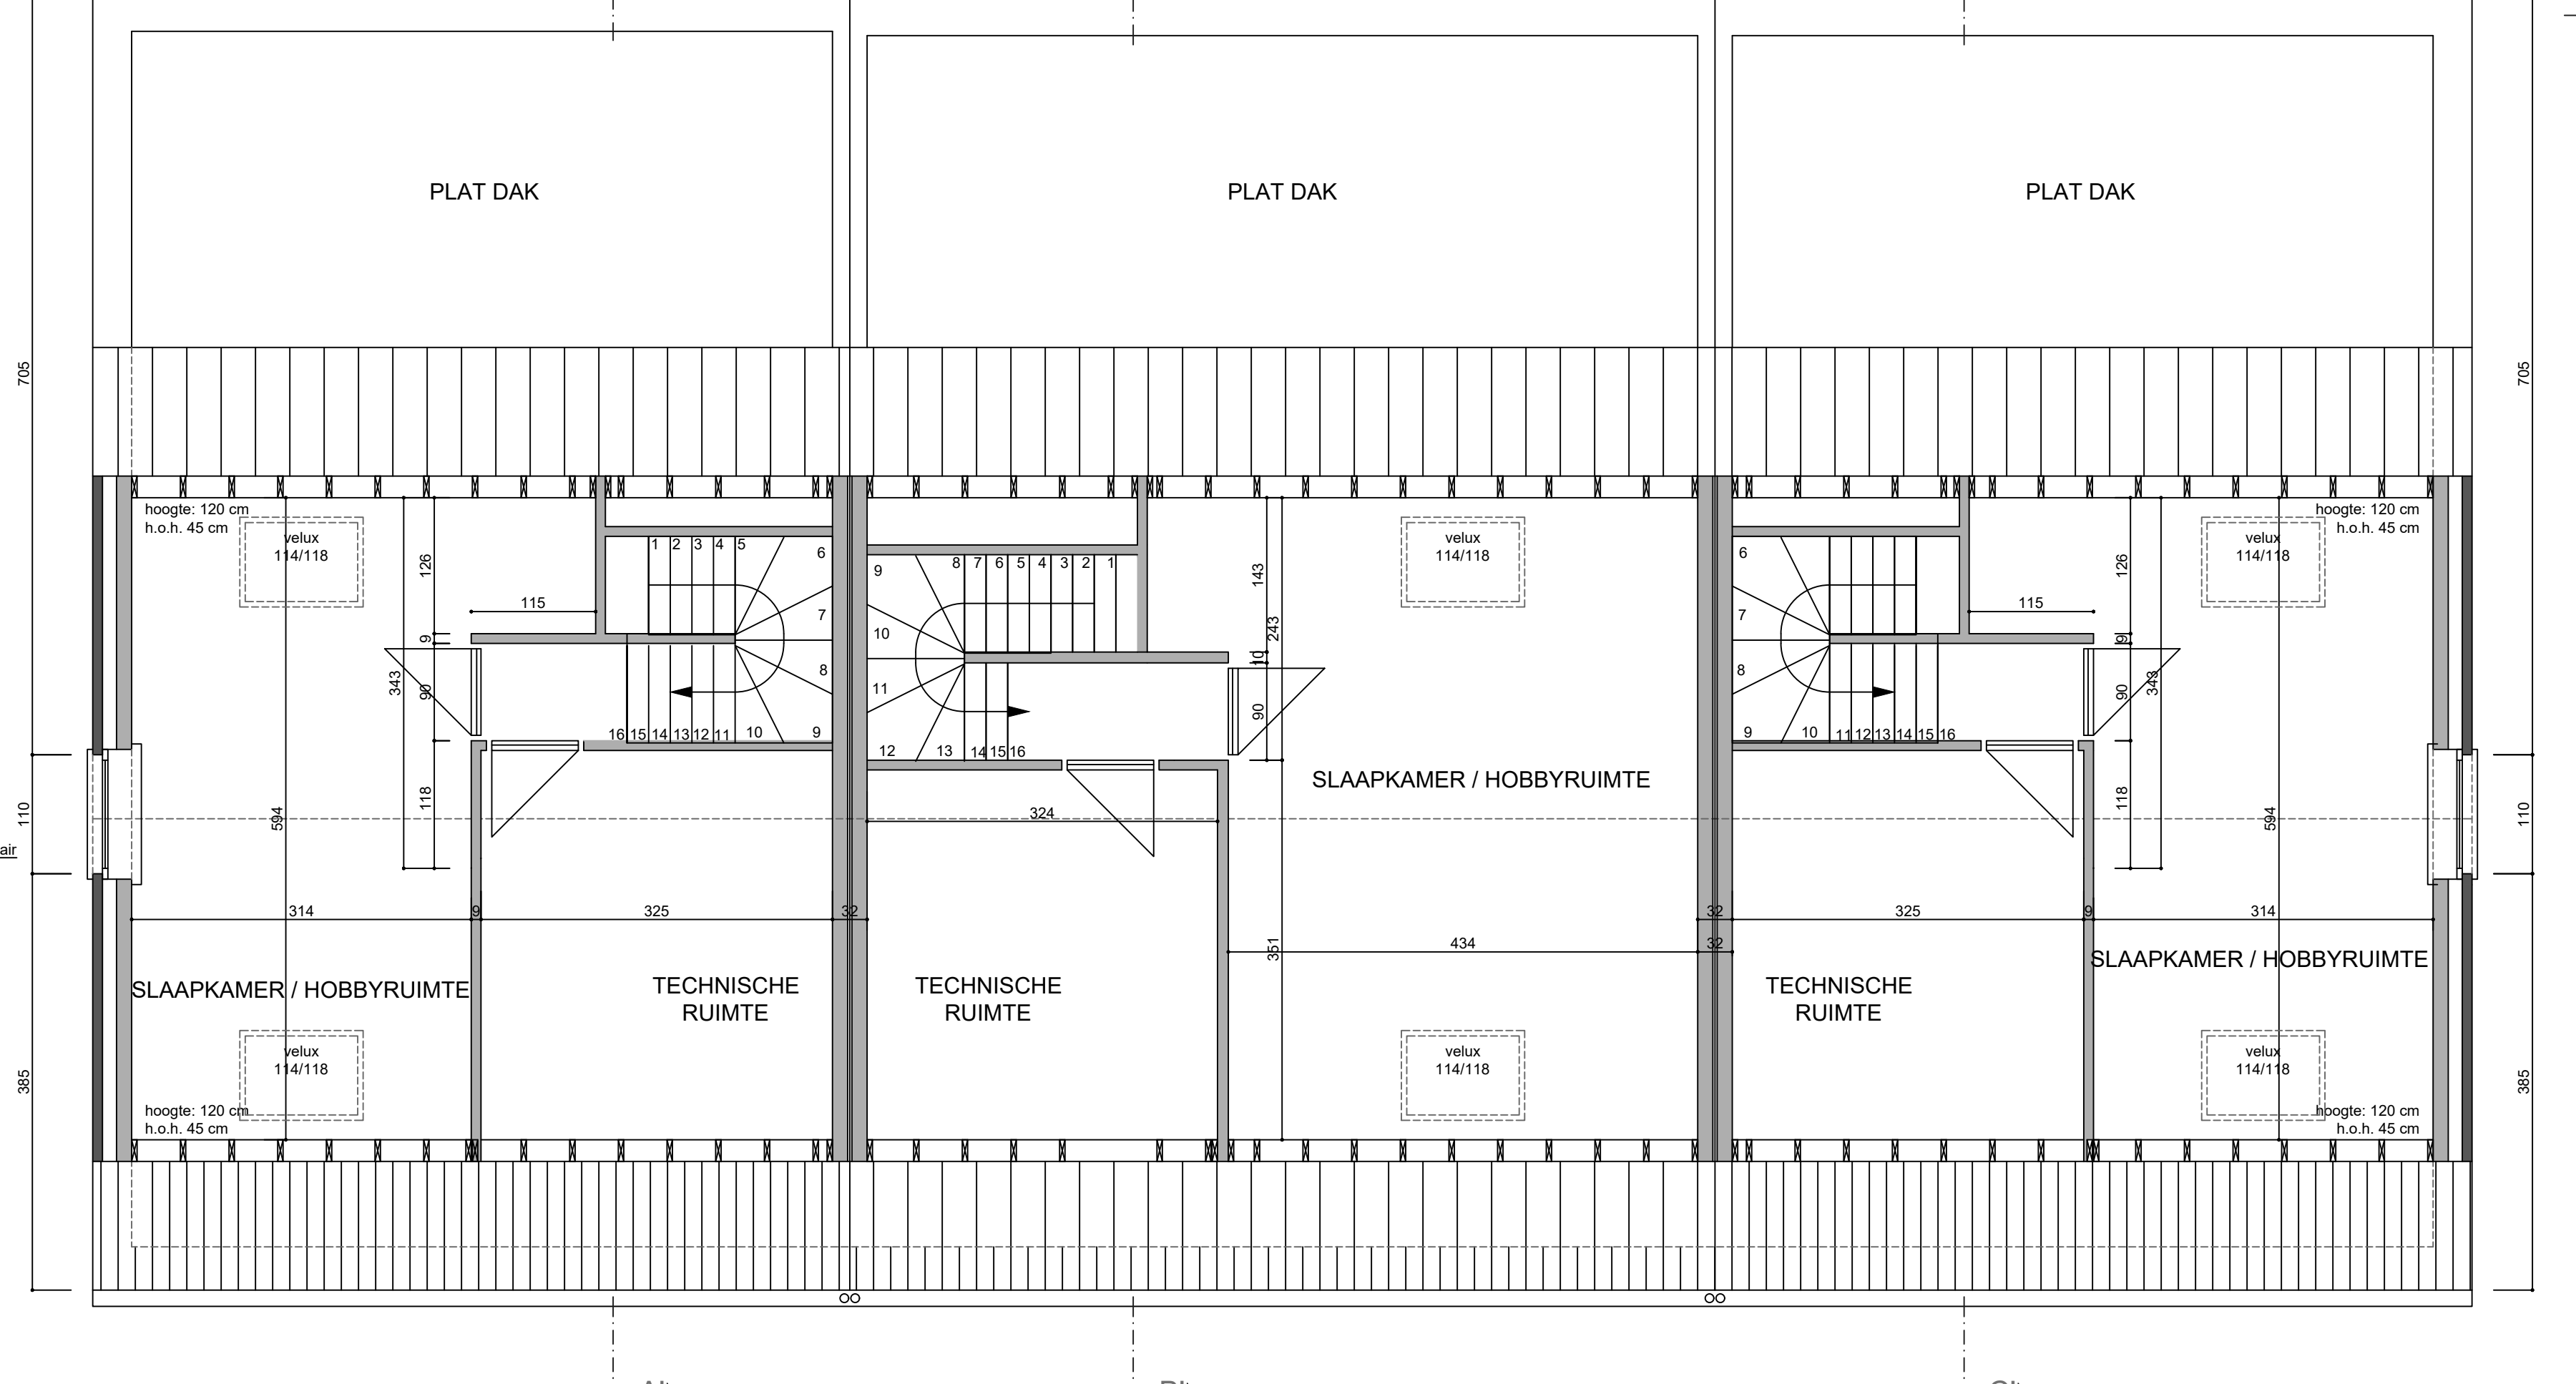 PLAT DAK
PLAT DAK
PLAT DAK
705
705
hoogte: 120 cm
h.o.h. 45 cm
velux
114/118
126
115
9
90
343
118
594
1 2 3 4 5
6
7
8
9
10
16 15 14 13 12 11
8 7 6 5 4 3 2 1
9
10
11
12
13
14 15 16
143
243
10
90
velux
114/118
6
7
8
9
10
11 12 13 14 15 16
115
126
9
90
343
118
594
velux
114/118
hoogte: 120 cm
h.o.h. 45 cm
SLAAPKAMER / HOBBYRUIMTE
110
air
324
110
314
9
325
32
32
325
9
314
434
32
351
SLAAPKAMER / HOBBYRUIMTE
TECHNISCHE
RUIMTE
TECHNISCHE
RUIMTE
TECHNISCHE
RUIMTE
SLAAPKAMER / HOBBYRUIMTE
velux
114/118
velux
114/118
velux
114/118
385
385
hoogte: 120 cm
h.o.h. 45 cm
hoogte: 120 cm
h.o.h. 45 cm